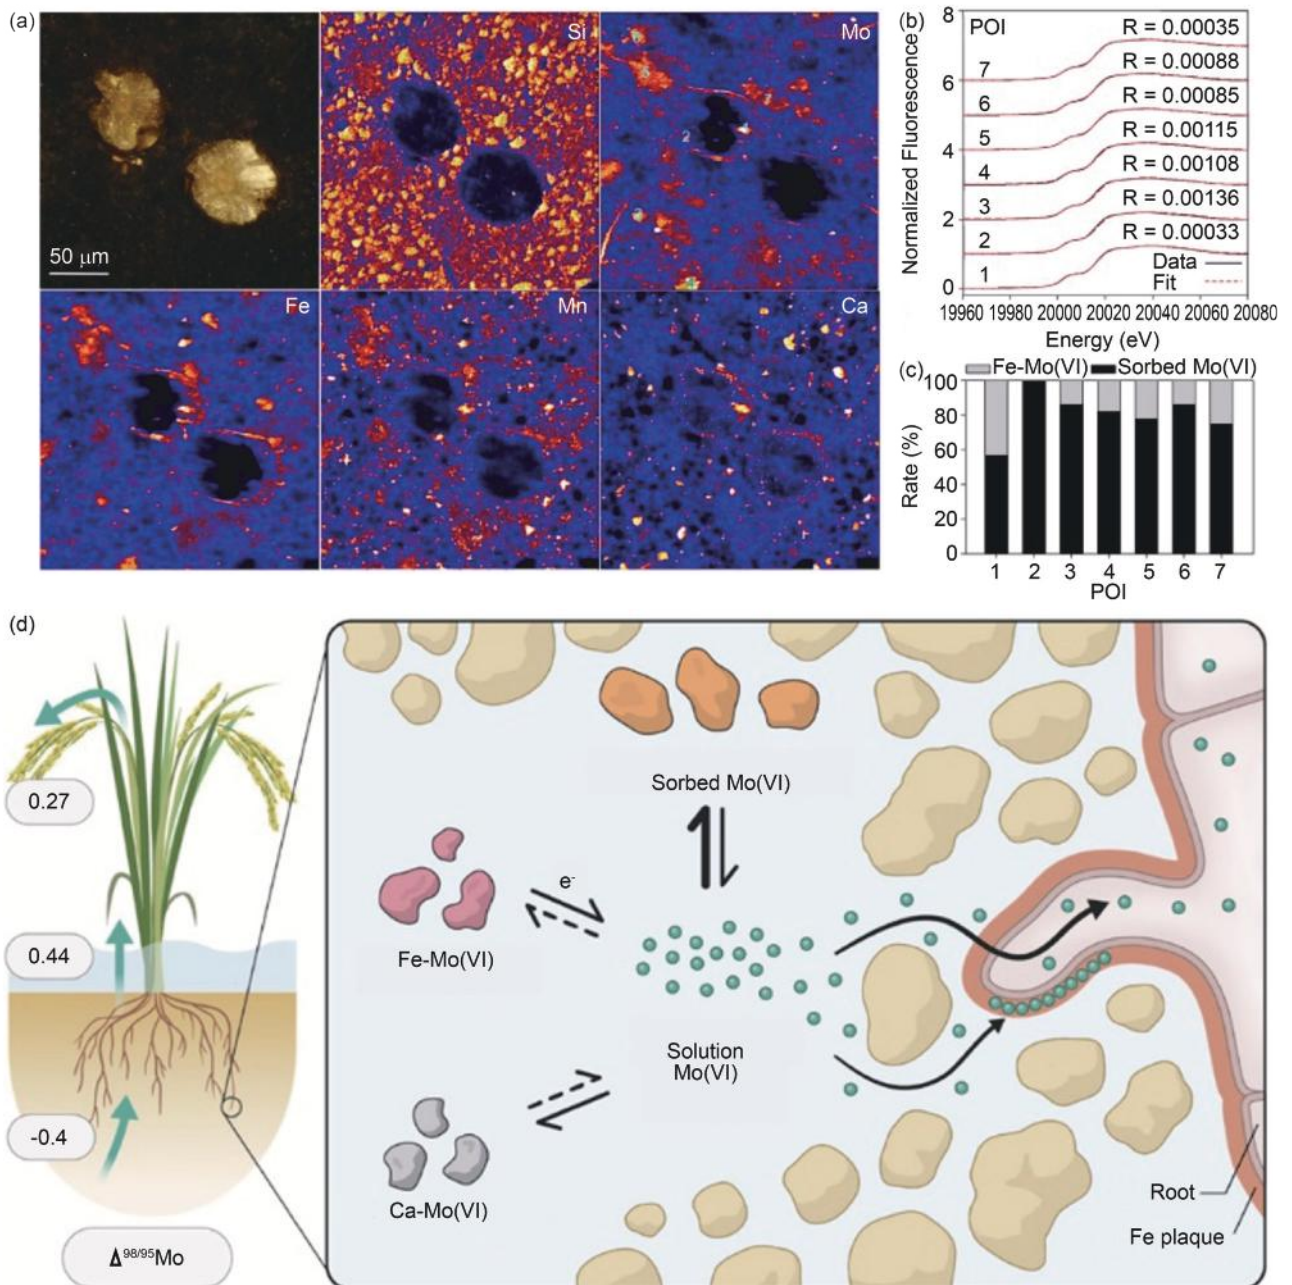 (a)
Si
Mo
50 μm
2
Fe
Mn
Ca
(b)
POI
R = 0.00035
R = 0.00088
R = 0.00085
R = 0.00115
R = 0.00108
R = 0.00136
R = 0.00033
7
6
5
4
3
2
1
Data
Fit
8
6
4
2
0
Normalized Fluorescence
19960 19980 20000 20020 20040 20060 20080
Energy (eV)
(c)
Fe-Mo(VI) Sorbed Mo(VI)
100
80
60
40
20
0
Rate (%)
1 2 3 4 5 6 7
POI
(d)
0.27
0.44
-0.4
Δ98/95Mo
Sorbed Mo(VI)
e-
Fe-Mo(VI)
Solution
Mo(VI)
Ca-Mo(VI)
Root
Fe plaque